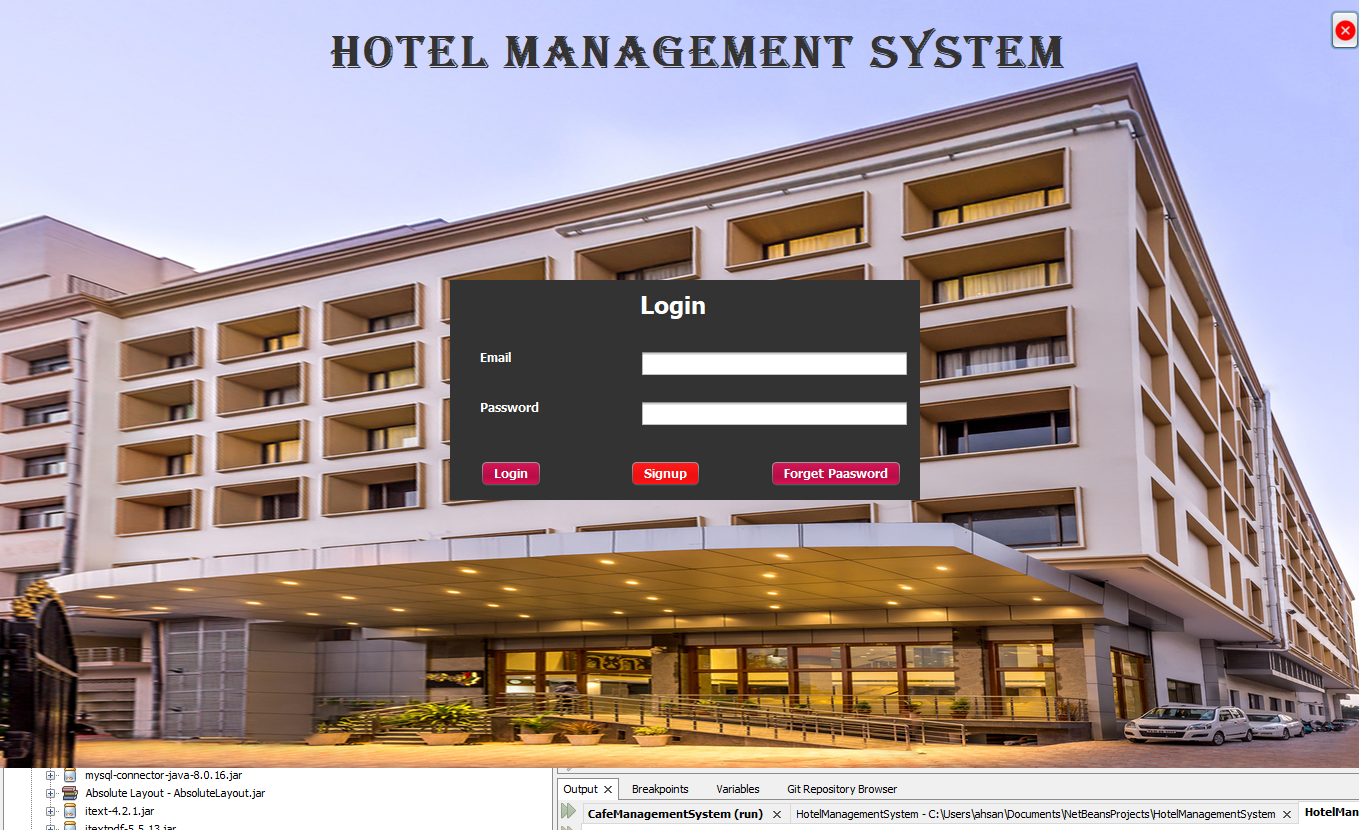 HOTEL MANAGEMENT SYSTEM
Login
Email
Password
Login Signup Forget Paasword
mysql-connector-java-8.0.16.jar
Absolute Layout - AbsoluteLayout.jar
itext-4.2.1.jar
itextpdf-5.5.13.jar
Output Breakpoints Variables Git Repository Browser
CafeManagementSystem (run) HotelManagementSystem - C:\Users\ahsan\Documents\NetBeansProjects\HotelManagementSystem HotelMan